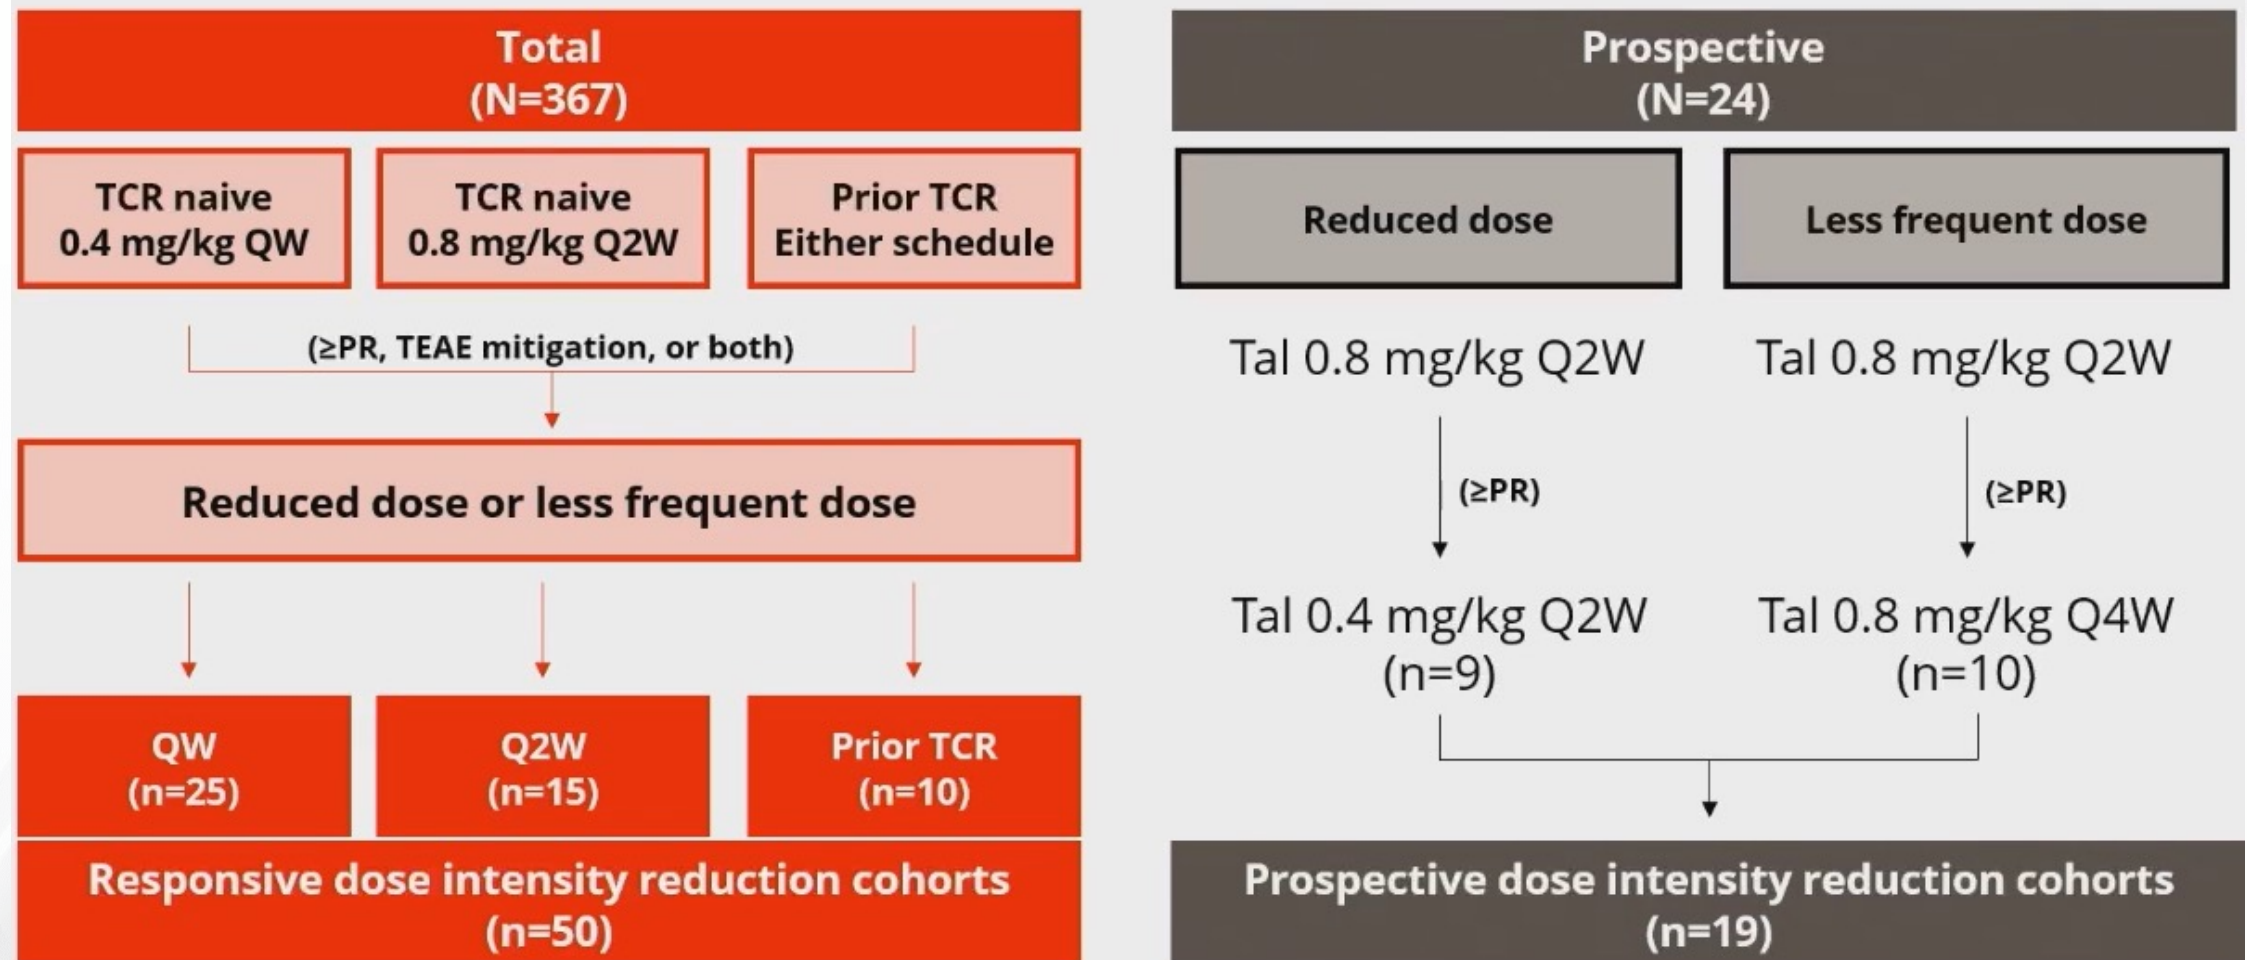 Total
(N=367)
TCR naive
0.4 mg/kg QW
TCR naive
0.8 mg/kg Q2W
Prior TCR
Either schedule
(≥PR, TEAE mitigation, or both)
Reduced dose or less frequent dose
QW
(n=25)
Q2W
(n=15)
Prior TCR
(n=10)
Responsive dose intensity reduction cohorts
(n=50)
Prospective
(N=24)
Reduced dose
Less frequent dose
Tal 0.8 mg/kg Q2W
Tal 0.8 mg/kg Q2W
(≥PR)
(≥PR)
Tal 0.4 mg/kg Q2W
(n=9)
Tal 0.8 mg/kg Q4W
(n=10)
Prospective dose intensity reduction cohorts
(n=19)